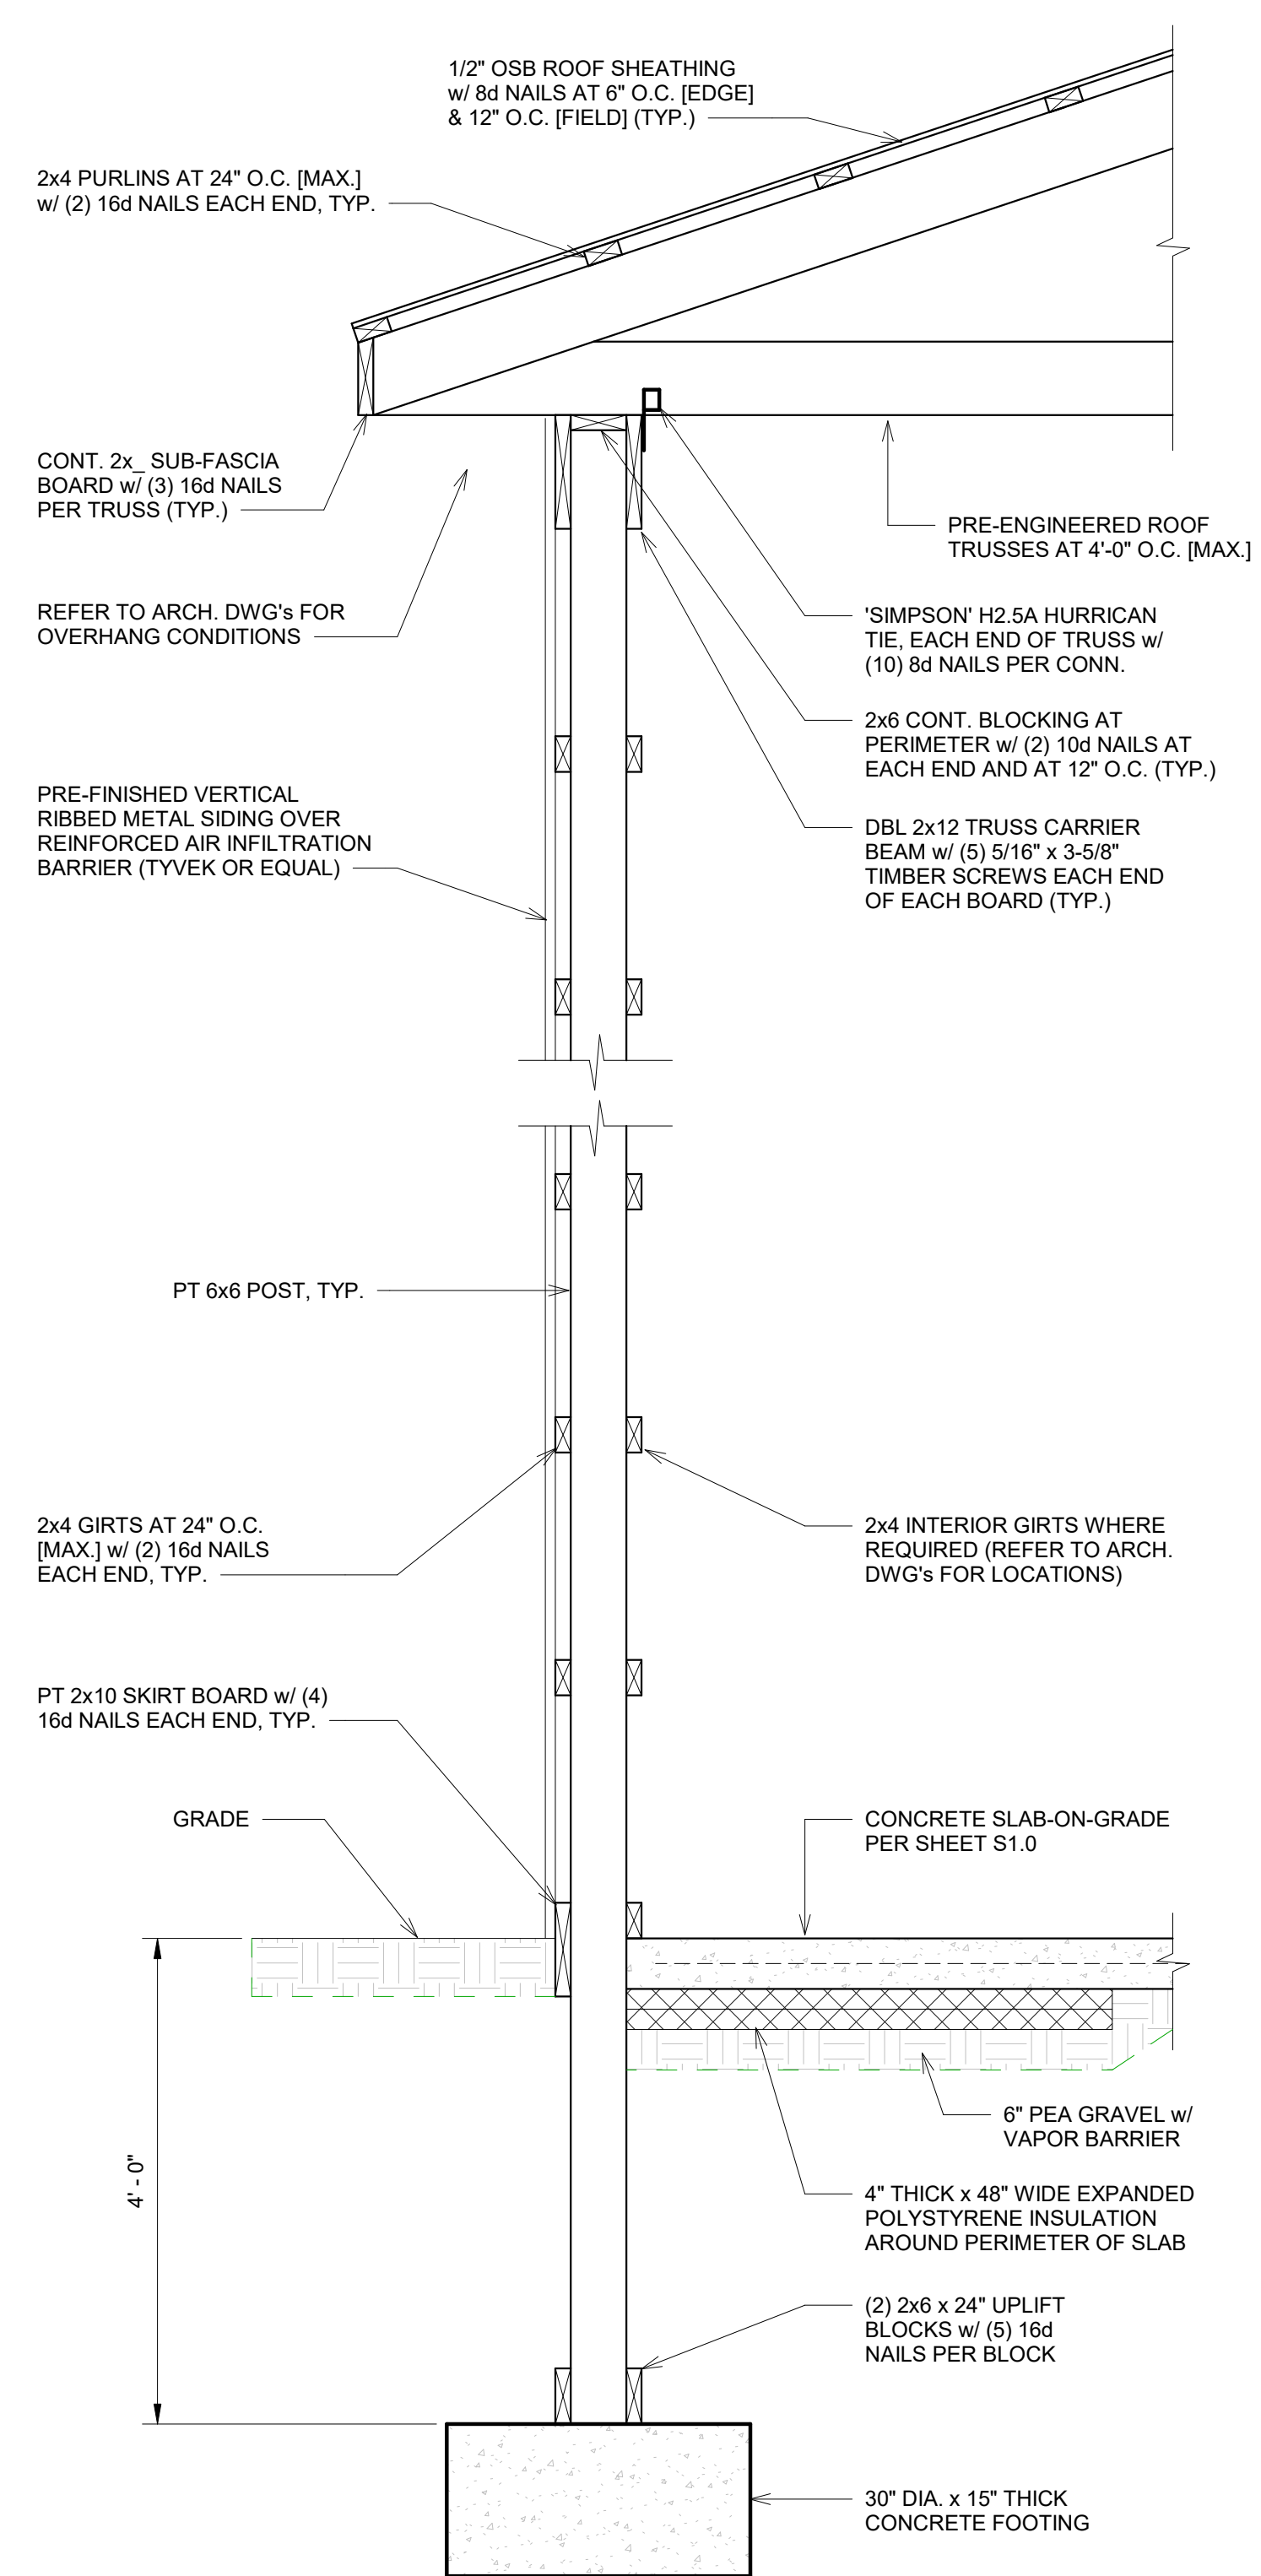 1/2" OSB ROOF SHEATHING
w/ 8d NAILS AT 6" O.C. [EDGE]
& 12" O.C. [FIELD] (TYP.)
2x4 PURLINS AT 24" O.C. [MAX.]
w/ (2) 16d NAILS EACH END, TYP.
CONT. 2x_ SUB-FASCIA
BOARD w/ (3) 16d NAILS
PER TRUSS (TYP.)
PRE-ENGINEERED ROOF
TRUSSES AT 4'-0" O.C. [MAX.]
REFER TO ARCH. DWG's FOR
OVERHANG CONDITIONS
'SIMPSON' H2.5A HURRICAN
TIE, EACH END OF TRUSS w/
(10) 8d NAILS PER CONN.
2x6 CONT. BLOCKING AT
PERIMETER w/ (2) 10d NAILS AT
EACH END AND AT 12" O.C. (TYP.)
PRE-FINISHED VERTICAL
RIBBED METAL SIDING OVER
REINFORCED AIR INFILTRATION
BARRIER (TYVEK OR EQUAL)
DBL 2x12 TRUSS CARRIER
BEAM w/ (5) 5/16" x 3-5/8"
TIMBER SCREWS EACH END
OF EACH BOARD (TYP.)
PT 6x6 POST, TYP.
2x4 GIRTS AT 24" O.C.
[MAX.] w/ (2) 16d NAILS
EACH END, TYP.
2x4 INTERIOR GIRTS WHERE
REQUIRED (REFER TO ARCH.
DWG's FOR LOCATIONS)
PT 2x10 SKIRT BOARD w/ (4)
16d NAILS EACH END, TYP.
GRADE
CONCRETE SLAB-ON-GRADE
PER SHEET S1.0
6" PEA GRAVEL w/
VAPOR BARRIER
4' - 0"
4" THICK x 48" WIDE EXPANDED
POLYSTYRENE INSULATION
AROUND PERIMETER OF SLAB
(2) 2x6 x 24" UPLIFT
BLOCKS w/ (5) 16d
NAILS PER BLOCK
30" DIA. x 15" THICK
CONCRETE FOOTING